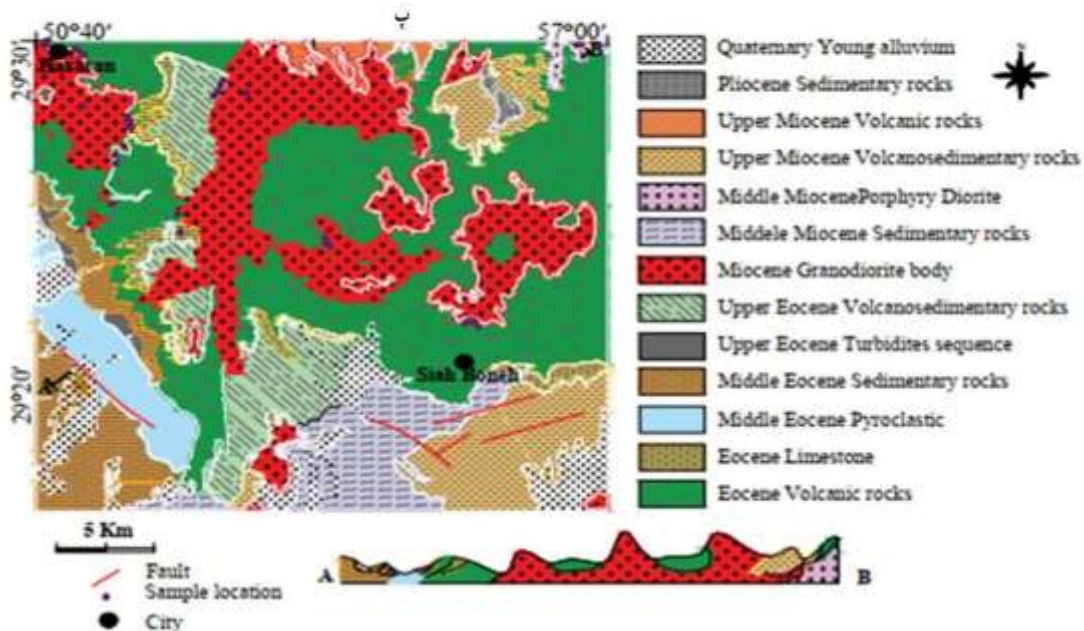 پ
50°40′ 57°00′
29°30′
B
Quaternary Young alluvium
Pliocene Sedimentary rocks
Upper Miocene Volcanic rocks
Upper Miocene Volcanosedimentary rocks
Middle MiocenePorphyry Diorite
Middele Miocene Sedimentary rocks
Miocene Granodiorite body
Upper Eocene Volcanosedimentary rocks
Upper Eocene Turbidites sequence
Middle Eocene Sedimentary rocks
Middle Eocene Pyroclastic
Eocene Limestone
Eocene Volcanic rocks
Siah Boneh
29°20′
A
5 Km
Fault
Sample location
City
A B